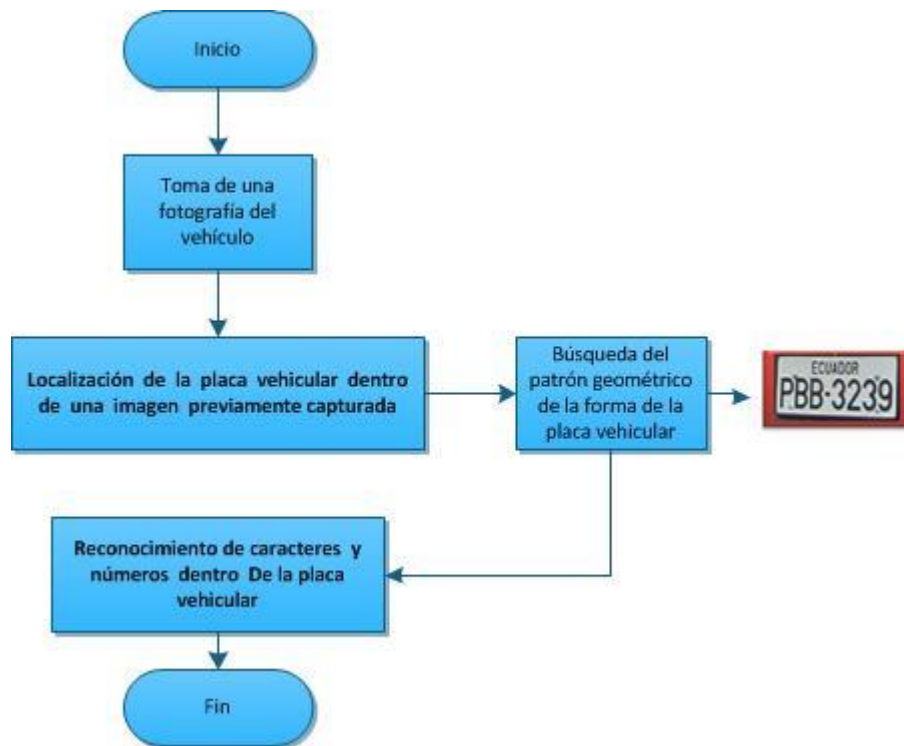 Inicio
Toma de una
fotografía del
vehículo
Localización de la placa vehicular dentro
de una imagen previamente capturada
Búsqueda del
patrón geométrico
de la forma de la
placa vehicular
ECUADOR
PBB-3239
Reconocimiento de caracteres y
números dentro De la placa
vehicular
Fin